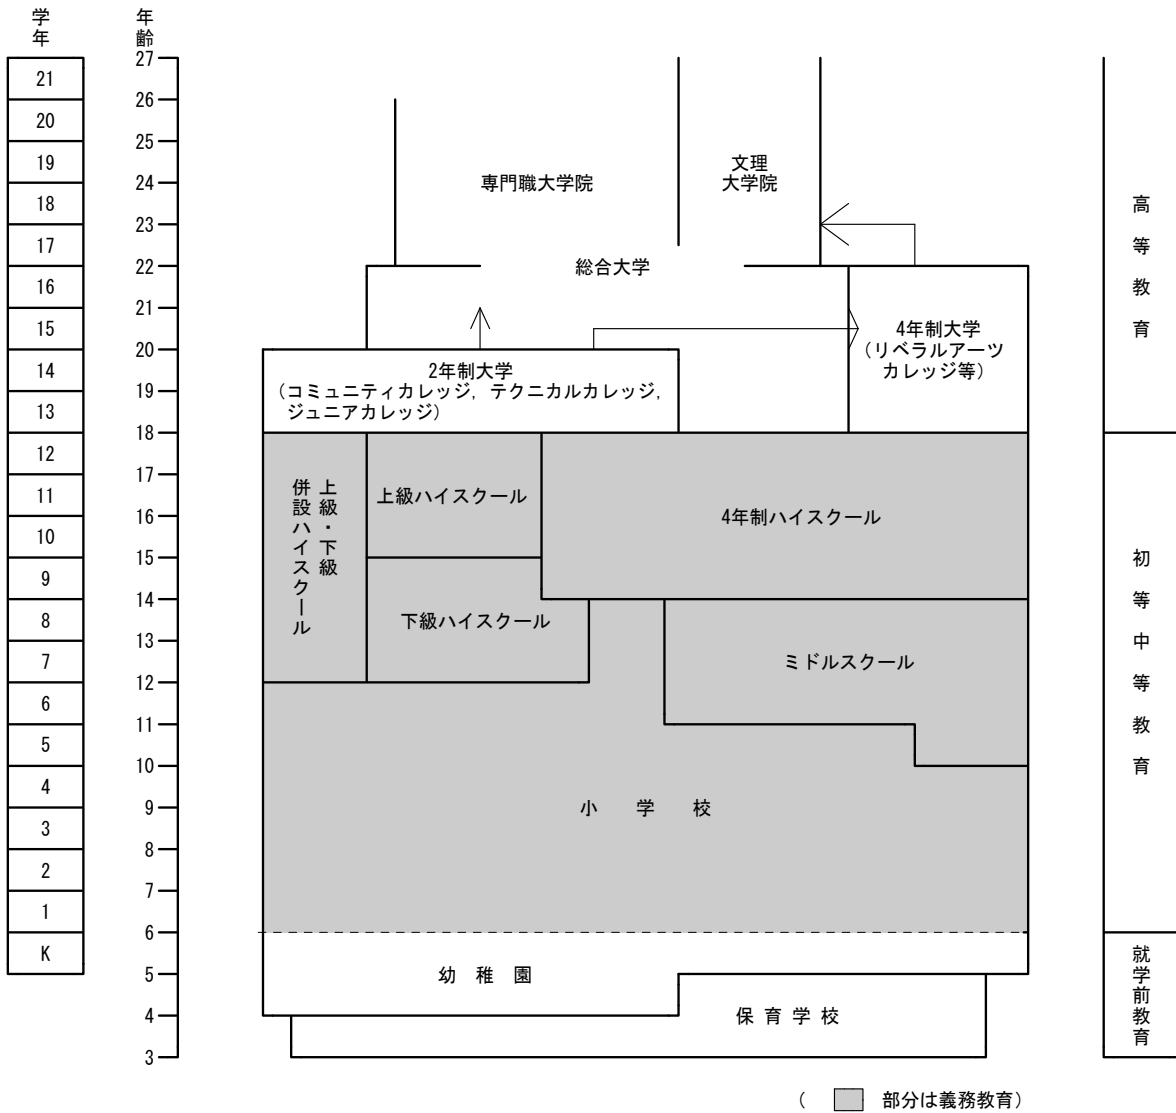 学年
年齢
27
21
26
20
25
19
24
18
23
17
22
16
21
15
20
14
19
13
18
12
17
11
16
10
15
9
14
8
13
7
12
6
11
5
10
4
9
3
8
2
7
1
6
K
5
4
3
専門職大学院
文理
大学院
総合大学
4年制大学
(リベラルアーツ
カレッジ等)
2年制大学
(コミュニティカレッジ, テクニカルカレッジ,
ジュニアカレッジ)
上級・下級
併設ハイスクール
上級ハイスクール
4年制ハイスクール
下級ハイスクール
ミドルスクール
小学校
幼稚園
保育学校
高等教育
初等中等教育
就学前教育
( 部分は義務教育)